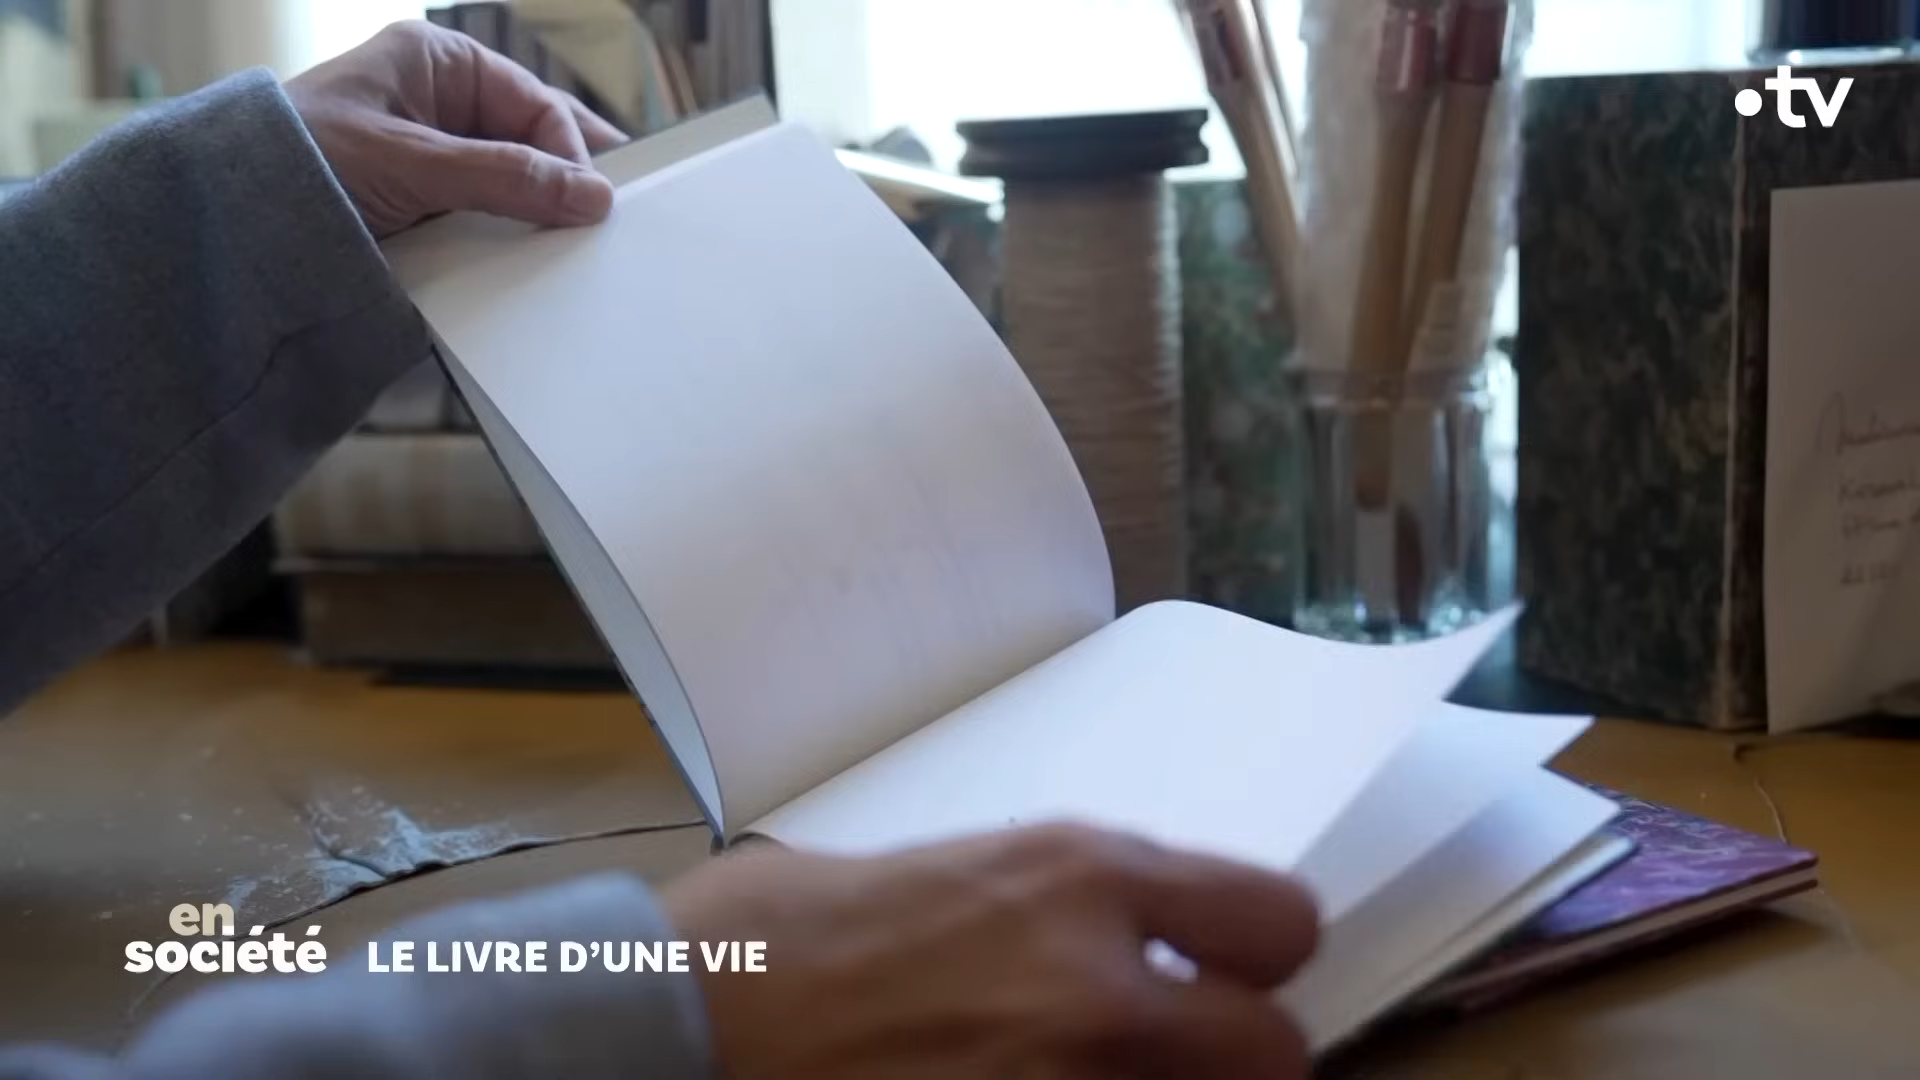 •tv
en
société
LE LIVRE D'UNE VIE